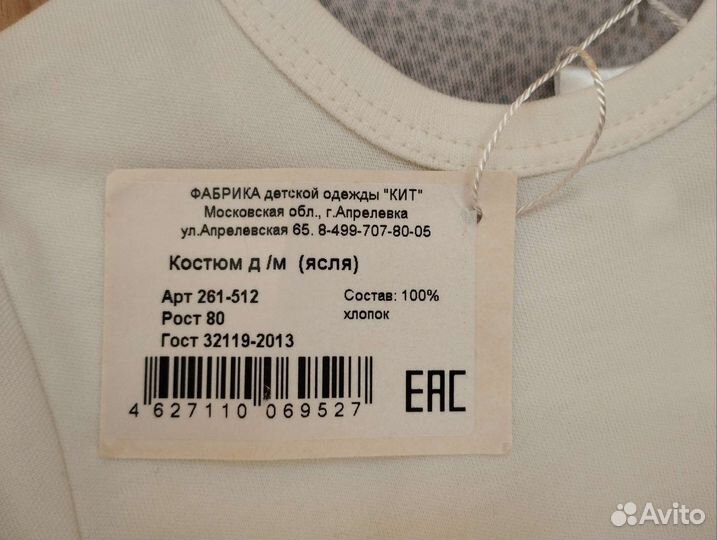 ФАБРИКА детской одежды "КИТ"
Московская обл., г.Апрелевка
ул.Апрелевская 65. 8-499-707-80-05
Костюм д /м (ясля)
Арт 261-512
Состав: 100%
Рост 80
хлопок
Гост 32119-2013
4 627110 069527
EAC
Avito